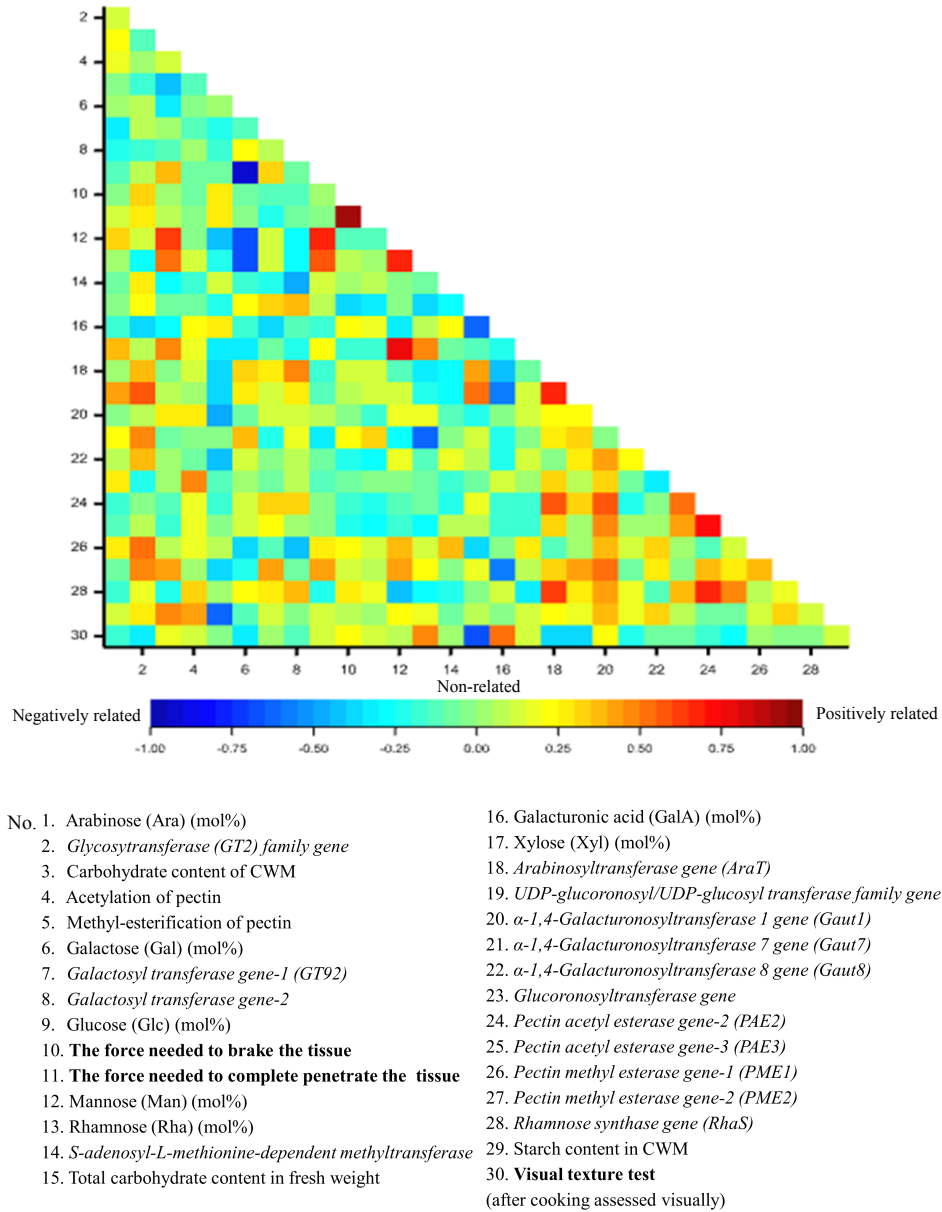 2
4
6
8
10
12
14
16
18
20
22
24
26
28
30
2 4 6 8 10 12 14 16 18 20 22 24 26 28
Non-related
Negatively related
Positively related
-1.00 -0.75 -0.50 -0.25 0.00 0.25 0.50 0.75 1.00
No. 1. Arabinose (Ara) (mol%)
2. Glycosytransferase (GT2) family gene
3. Carbohydrate content of CWM
4. Acetylation of pectin
5. Methyl-esterification of pectin
6. Galactose (Gal) (mol%)
7. Galactosyl transferase gene-1 (GT92)
8. Galactosyl transferase gene-2
9. Glucose (Glc) (mol%)
10. The force needed to brake the tissue
11. The force needed to complete penetrate the tissue
12. Mannose (Man) (mol%)
13. Rhamnose (Rha) (mol%)
14. S-adenosyl-L-methionine-dependent methyltransferase
15. Total carbohydrate content in fresh weight
16. Galacturonic acid (GalA) (mol%)
17. Xylose (Xyl) (mol%)
18. Arabinosyltransferase gene (AraT)
19. UDP-glucoronosyl/UDP-glucosyl transferase family gene
20. α-1,4-Galacturonosyltransferase 1 gene (Gaut1)
21. α-1,4-Galacturonosyltransferase 7 gene (Gaut7)
22. α-1,4-Galacturonosyltransferase 8 gene (Gaut8)
23. Glucoronosyltransferase gene
24. Pectin acetyl esterase gene-2 (PAE2)
25. Pectin acetyl esterase gene-3 (PAE3)
26. Pectin methyl esterase gene-1 (PME1)
27. Pectin methyl esterase gene-2 (PME2)
28. Rhamnose synthase gene (RhaS)
29. Starch content in CWM
30. Visual texture test
(after cooking assessed visually)